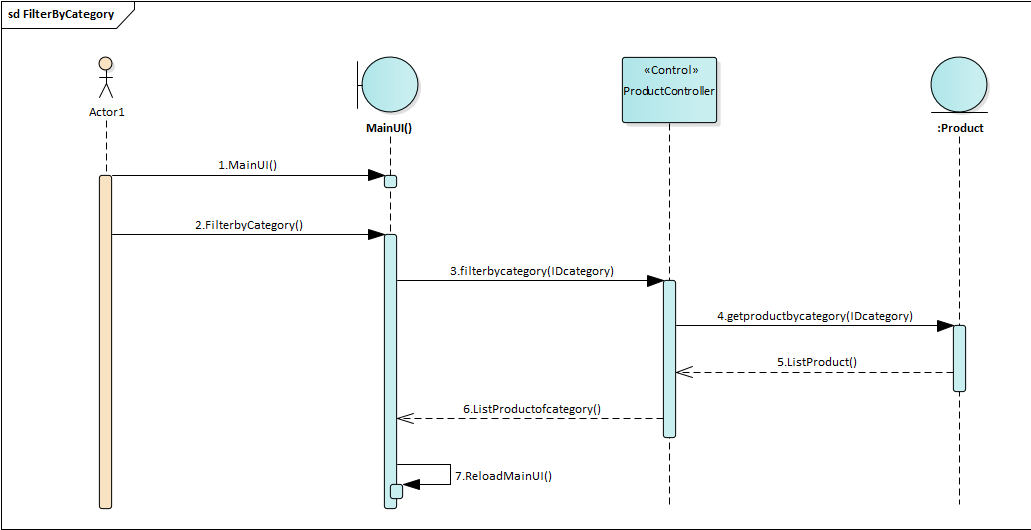 sd FilterByCategory
Actor1
MainUI()
«Control»
ProductController
:Product
1.MainUI()
2.FilterbyCategory()
3.filterbycategory(IDcategory)
4.getproductbycategory(IDcategory)
5.ListProduct()
6.ListProductofcategory()
7.ReloadMainUI()